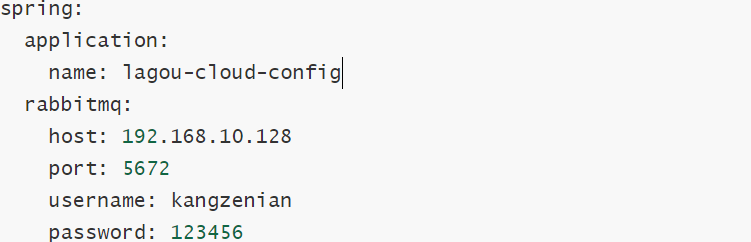 spring:
  application:
    name: lagou-cloud-config
  rabbitmq:
    host: 192.168.10.128
    port: 5672
    username: kangzenian
    password: 123456